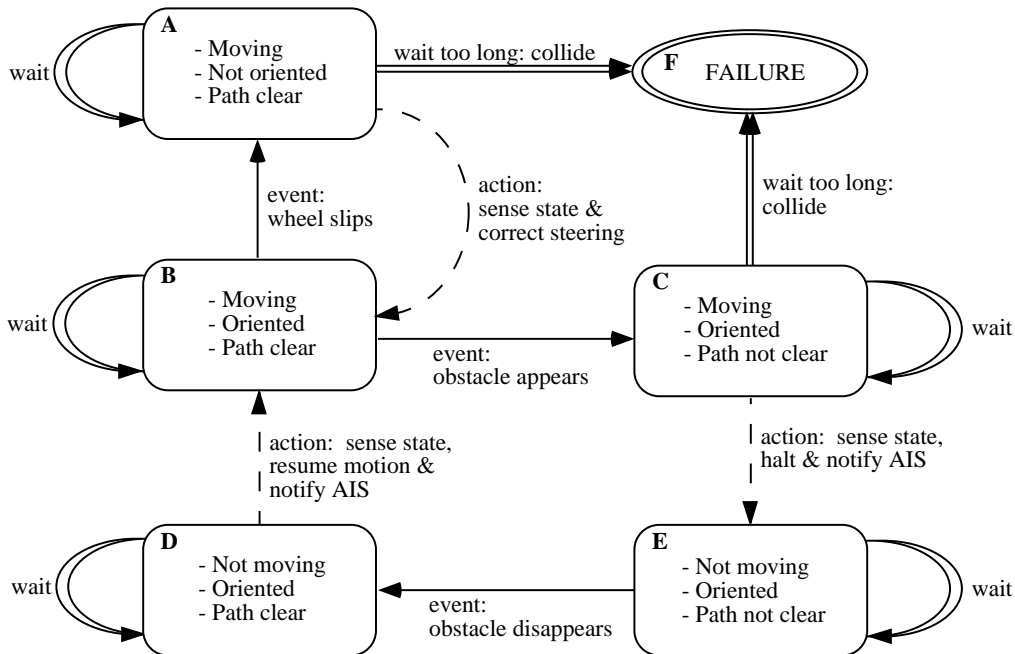 A
- Moving
- Not oriented
- Path clear
wait
wait too long: collide
F
FAILURE
event:
wheel slips
action:
sense state &
correct steering
wait too long:
collide
B
- Moving
- Oriented
- Path clear
wait
event:
obstacle appears
C
- Moving
- Oriented
- Path not clear
wait
action: sense state,
resume motion &
notify AIS
action: sense state,
halt & notify AIS
D
- Not moving
- Oriented
- Path clear
wait
event:
obstacle disappears
E
- Not moving
- Oriented
- Path not clear
wait